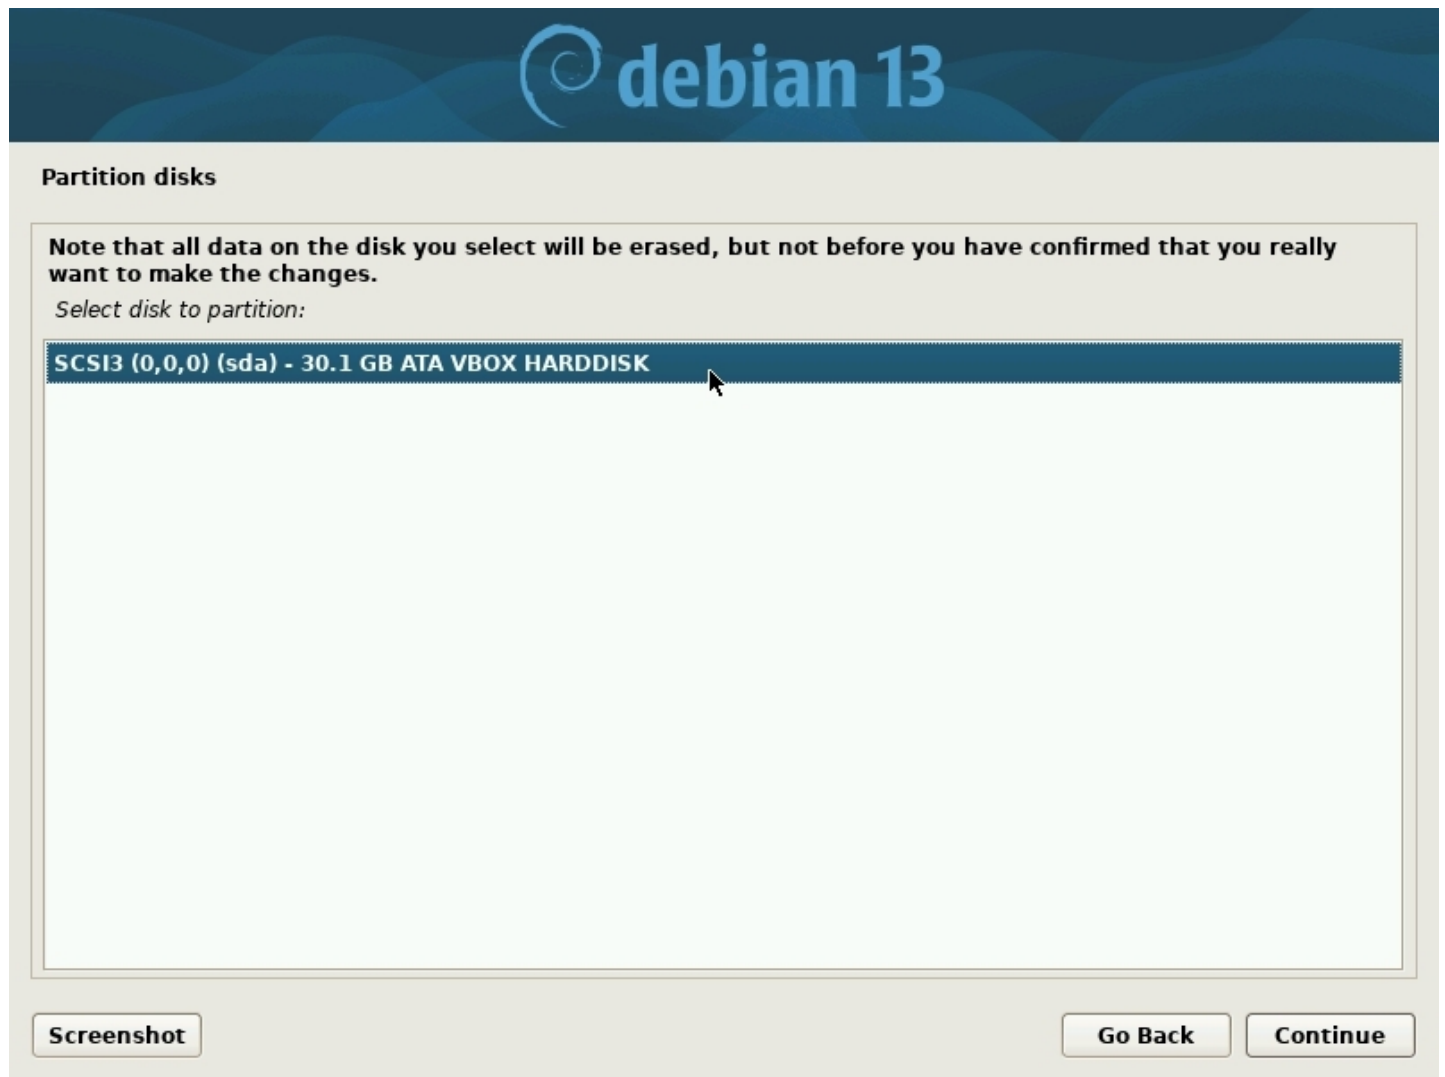 debian 13
Partition disks
Note that all data on the disk you select will be erased, but not before you have confirmed that you really
want to make the changes.
Select disk to partition:
SCSI3 (0,0,0) (sda) - 30.1 GB ATA VBOX HARDDISK
Screenshot
Go Back
Continue